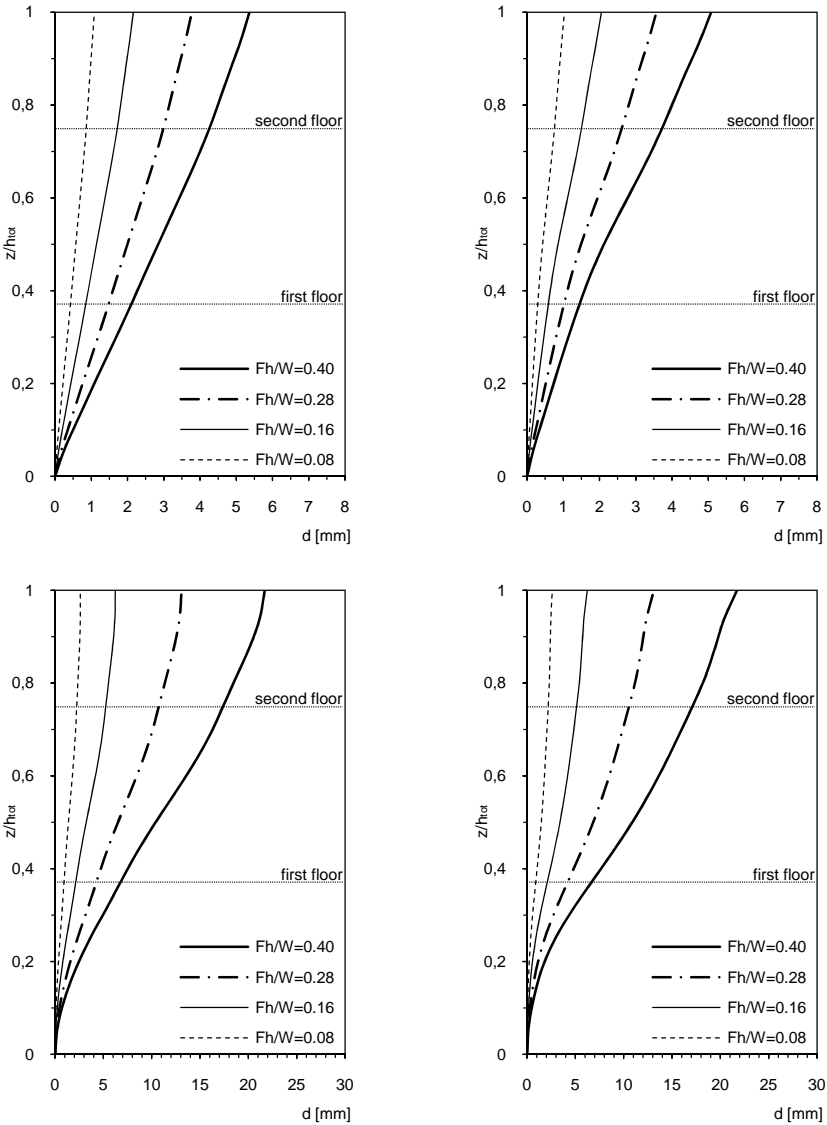 1
0,8
0,6
0,4
0,2
0
z/htot
second floor
first floor
Fh/W=0.40
Fh/W=0.28
Fh/W=0.16
Fh/W=0.08
0 1 2 3 4 5 6 7 8
d [mm]
1
0,8
0,6
0,4
0,2
0
z/htot
second floor
first floor
Fh/W=0.40
Fh/W=0.28
Fh/W=0.16
Fh/W=0.08
0 1 2 3 4 5 6 7 8
d [mm]
1
0,8
0,6
0,4
0,2
0
z/htot
second floor
first floor
Fh/W=0.40
Fh/W=0.28
Fh/W=0.16
Fh/W=0.08
0 5 10 15 20 25 30
d [mm]
1
0,8
0,6
0,4
0,2
0
z/htot
second floor
first floor
Fh/W=0.40
Fh/W=0.28
Fh/W=0.16
Fh/W=0.08
0 5 10 15 20 25 30
d [mm]